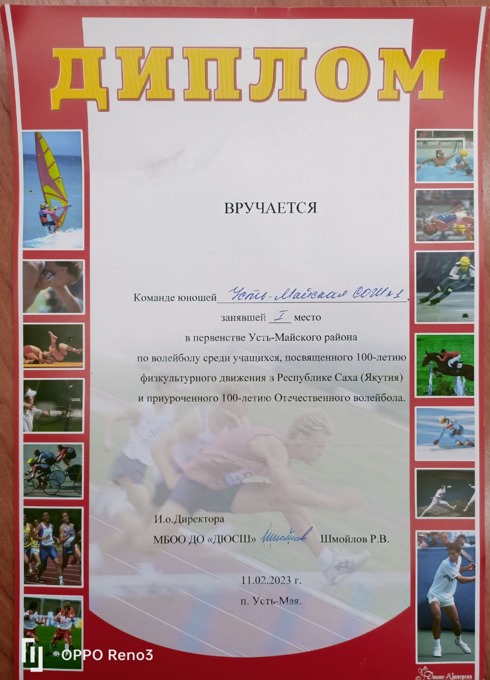 ДИПЛОМ
ВРУЧАЕТСЯ
Команде юношей Усть-Майская СОШ №1,
занявшей I место
в первенстве Усть-Майского района
по волейболу среди учащихся, посвященного 100-летию
физкультурного движения в Республике Саха (Якутия)
и приуроченного 100-летию Отечественного волейбола.
И.о.Директора
МБОО ДО «ДЮСШ» Шмойлов Шмойлов Р.В.
11.02.2023 г.
п. Усть-Мая.
OPPO Reno3